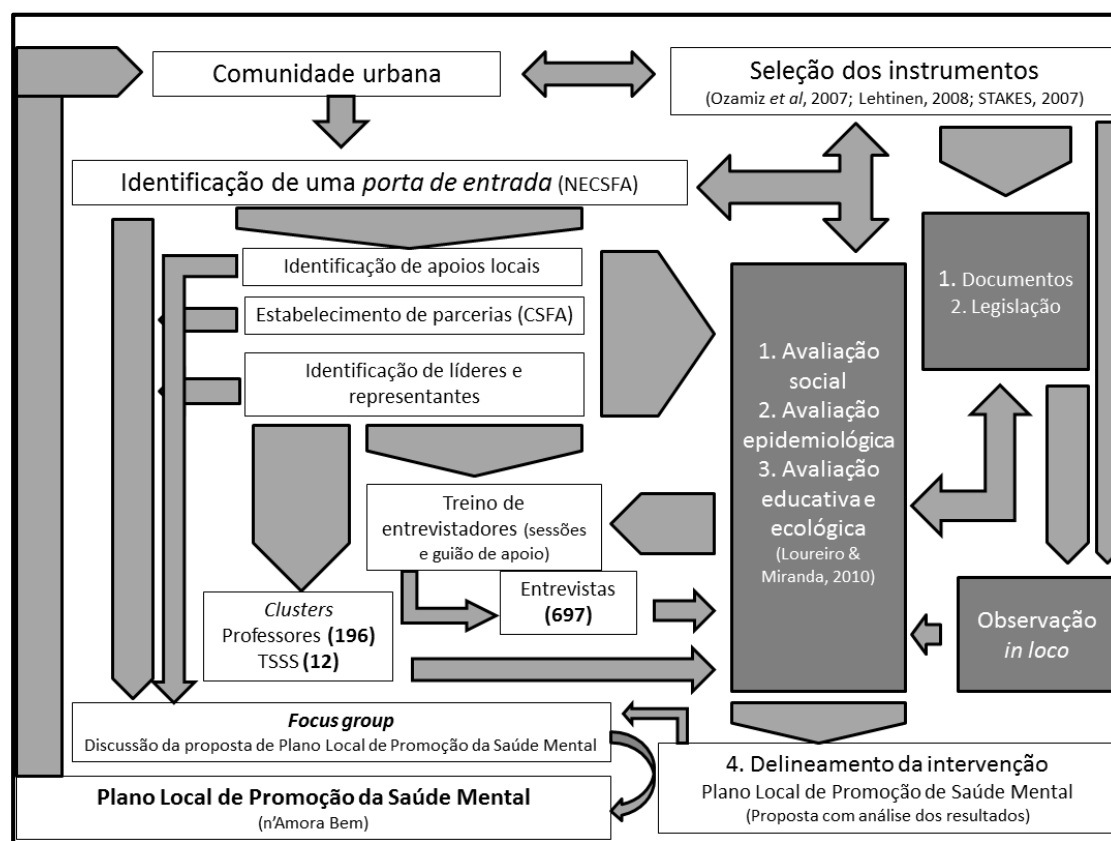 Comunidade urbana
Seleção dos instrumentos
(Ozamiz et al, 2007; Lehtinen, 2008; STAKES, 2007)
Identificação de uma porta de entrada (NECSFA)
Identificação de apoios locais
Estabelecimento de parcerias (CSFA)
Identificação de líderes e
representantes
1. Documentos
2. Legislação
1. Avaliação
social
2. Avaliação
epidemiológica
3. Avaliação
educativa e
ecológica
(Loureiro &
Miranda, 2010)
Treino de
entrevistadores (sessões
e guião de apoio)
Entrevistas
(697)
Clusters
Professores (196)
TSSS (12)
Observação
in loco
Focus group
Discussão da proposta de Plano Local de Promoção da Saúde Mental
4. Delineamento da intervenção
Plano Local de Promoção de Saúde Mental
(Proposta com análise dos resultados)
Plano Local de Promoção da Saúde Mental
(n'Amora Bem)